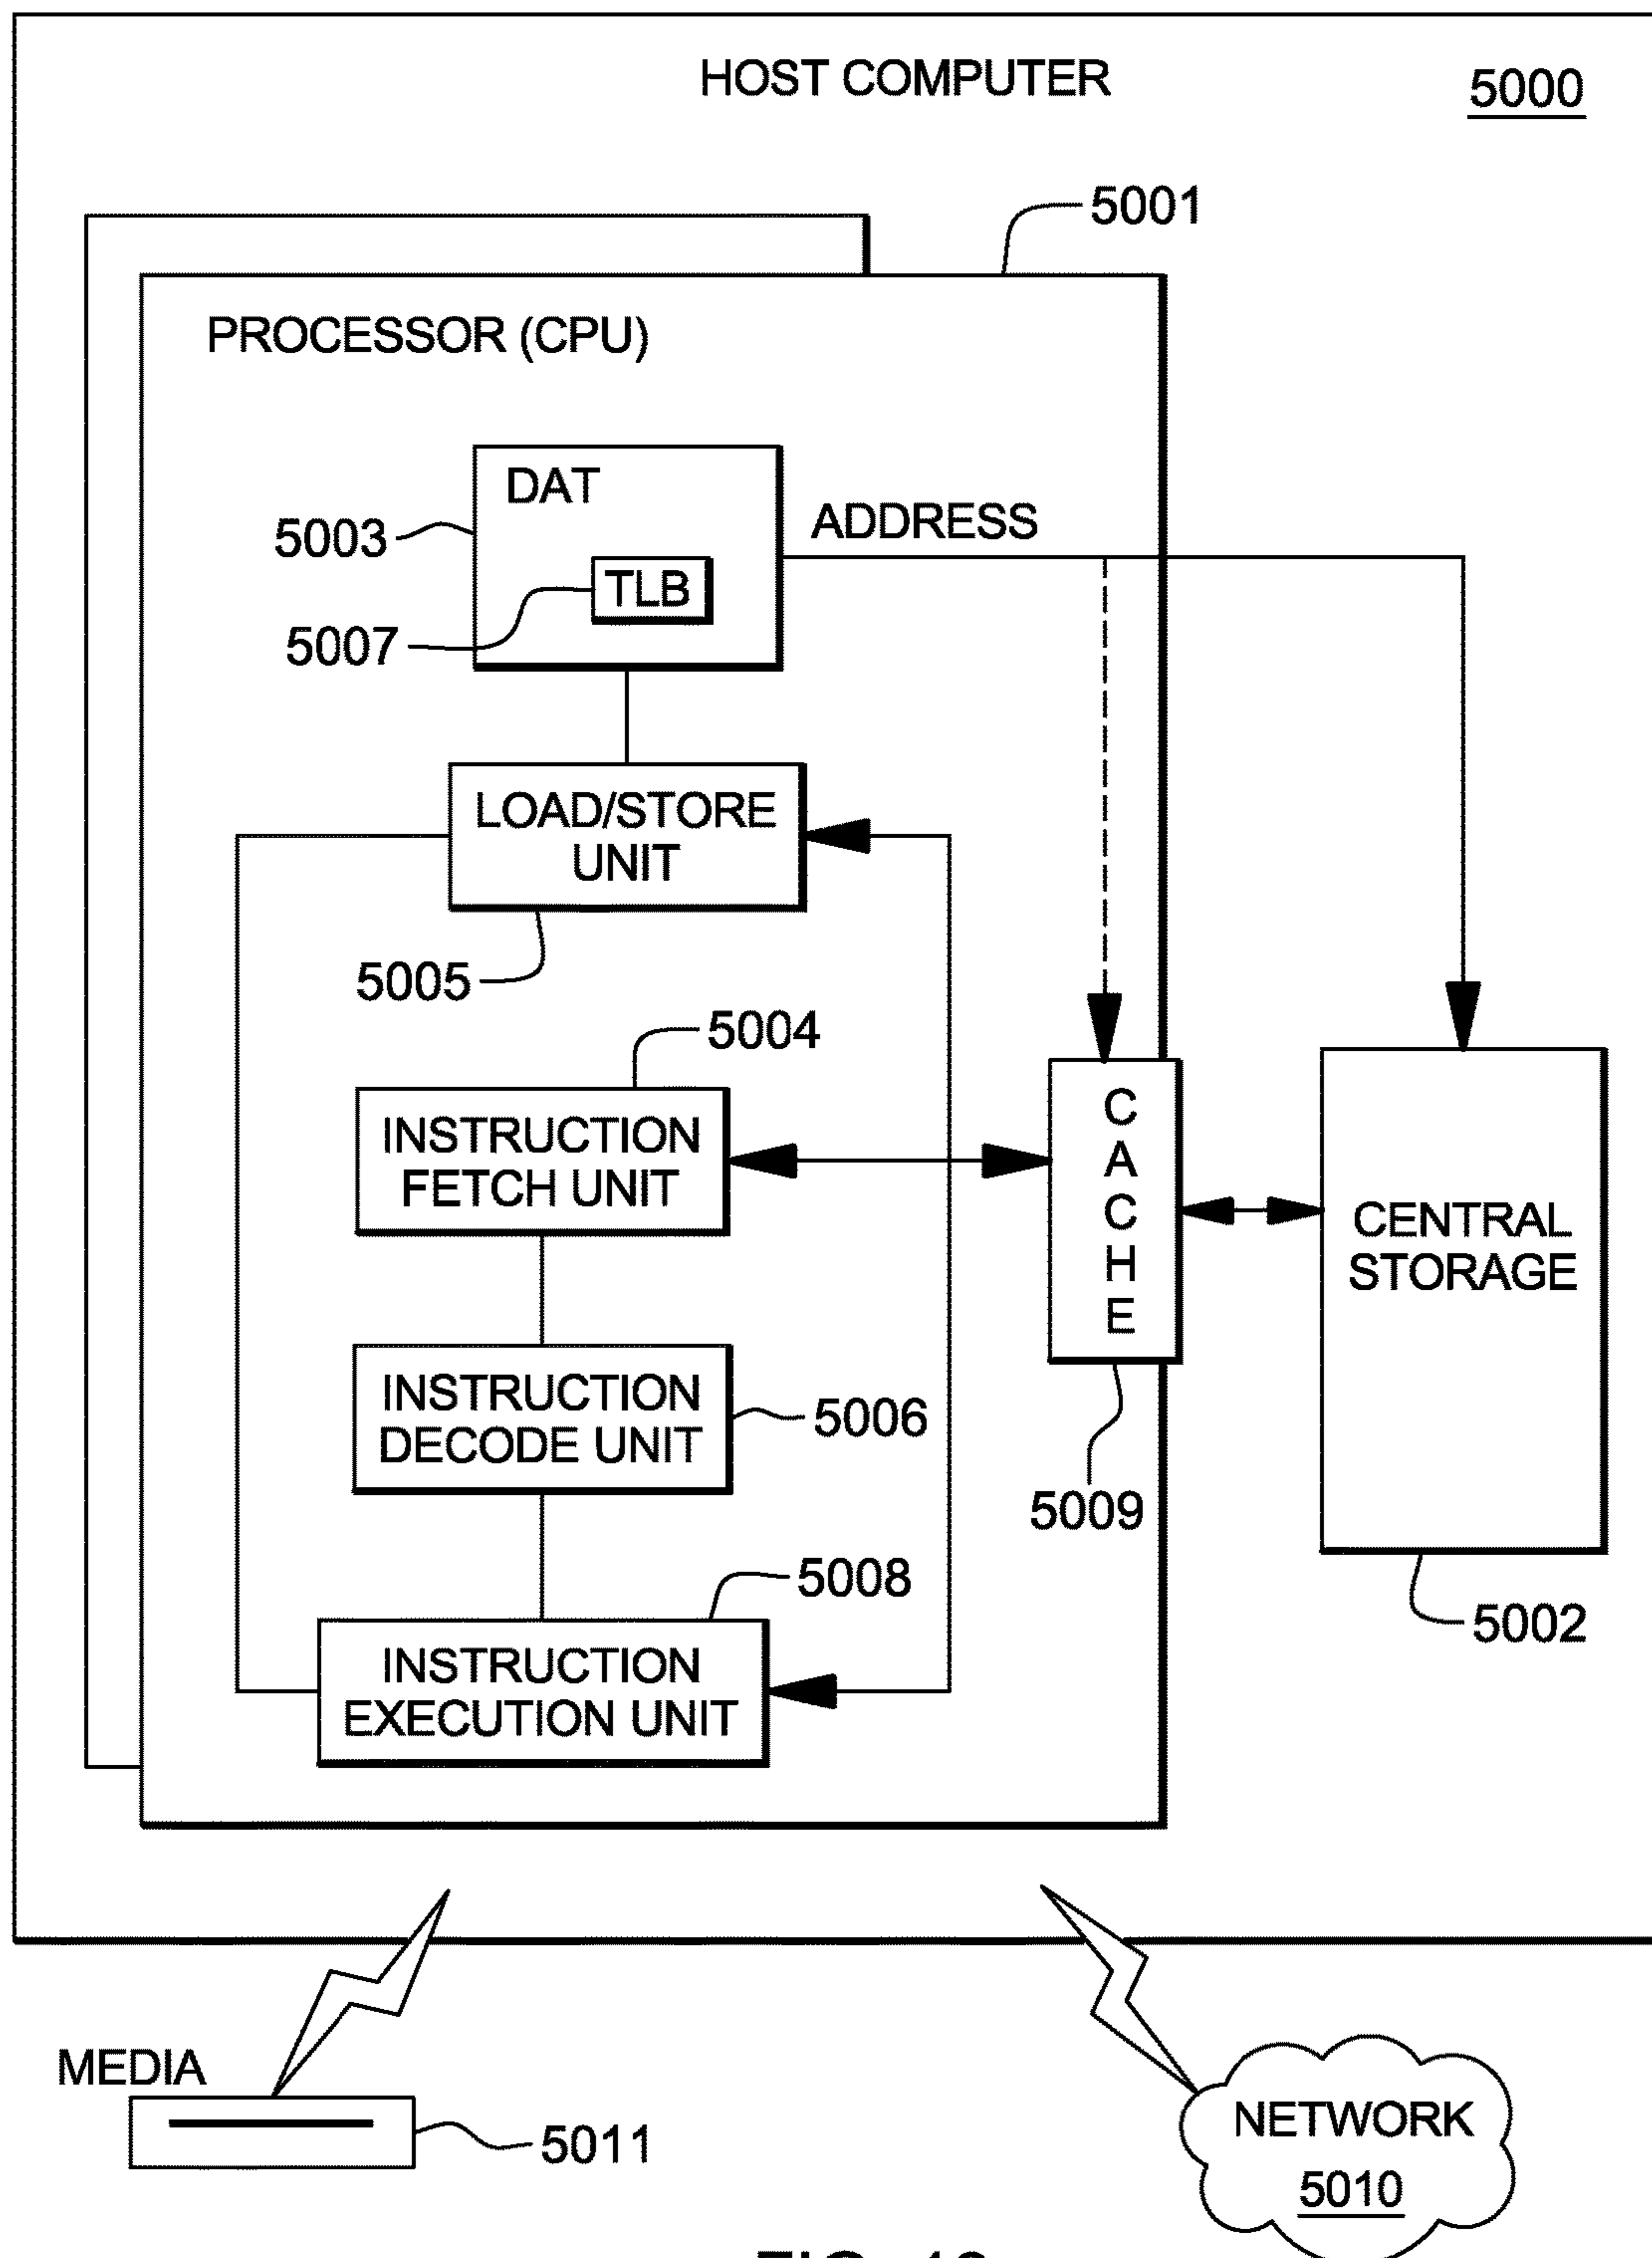 HOST COMPUTER
5000
5001
PROCESSOR (CPU)
DAT
ADDRESS
5003
TLB
5007
LOAD/STORE
UNIT
5005
5004
INSTRUCTION
FETCH UNIT
CACHE
CENTRAL
STORAGE
INSTRUCTION
DECODE UNIT
5006
5009
5008
5002
INSTRUCTION
EXECUTION UNIT
MEDIA
5011
NETWORK
5010